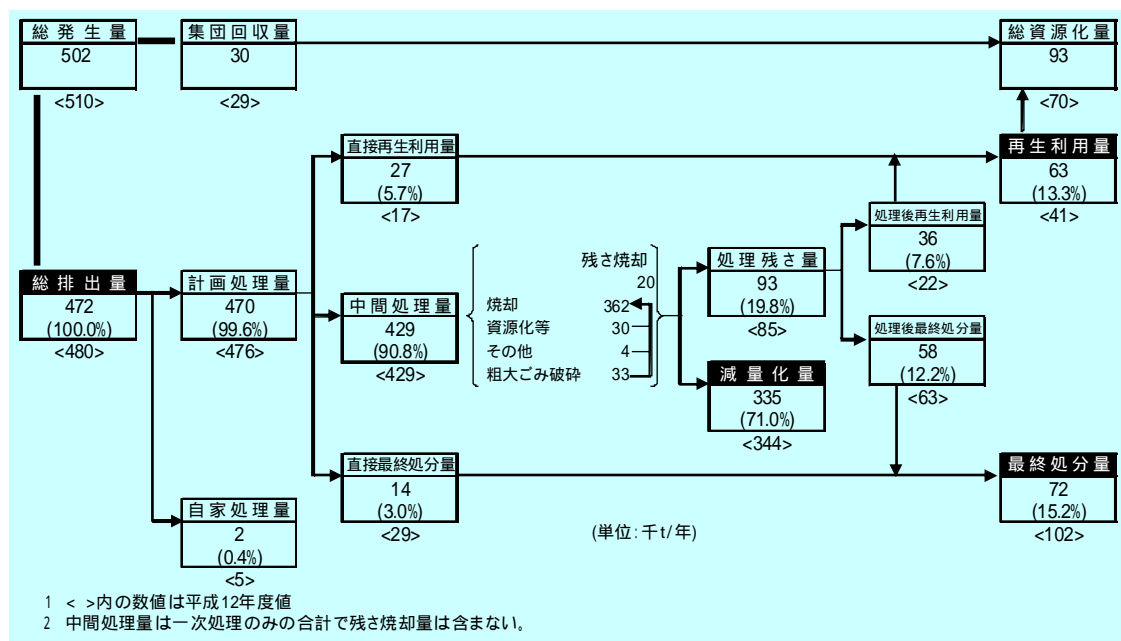 総発生量
502
<510>
集団回収量
30
<29>
総資源化量
93
<70>
直接再生利用量
27
(5.7%)
<17>
再生利用量
63
(13.3%)
<41>
処理後再生利用量
36
(7.6%)
<22>
総排出量
472
(100.0%)
<480>
計画処理量
470
(99.6%)
<476>
中間処理量
429
(90.8%)
<429>
残さ焼却
20
焼却 362
資源化等 30
その他 4
粗大ごみ破砕 33
処理残さ量
93
(19.8%)
<85>
処理後最終処分量
58
(12.2%)
<63>
減量化量
335
(71.0%)
<344>
直接最終処分量
14
(3.0%)
<29>
最終処分量
72
(15.2%)
<102>
自家処理量
2
(0.4%)
<5>
(単位:千t/年)
1 < >内の数値は平成12年度値
2 中間処理量は一次処理のみの合計で残さ焼却量は含まない。